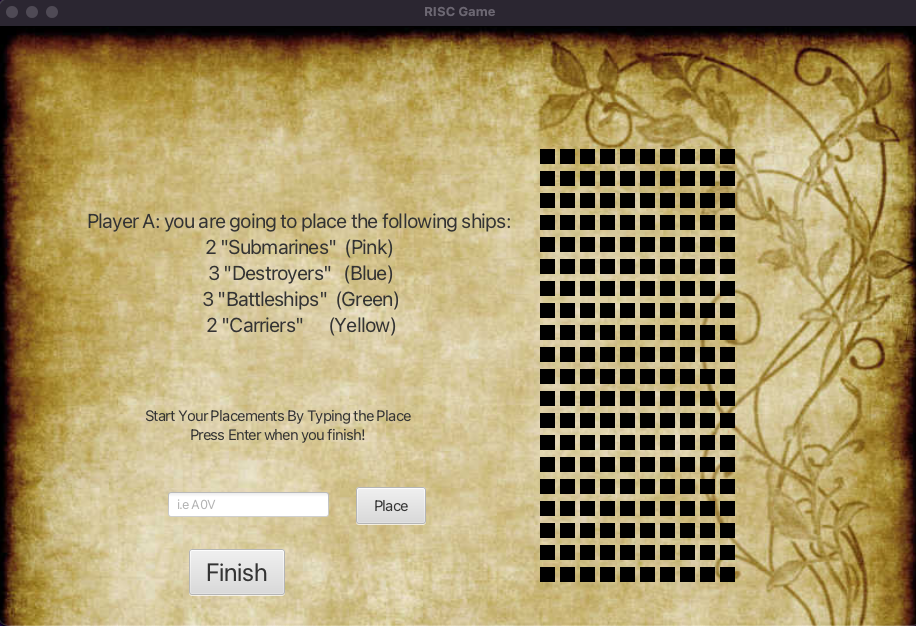 RISC Game
Player A: you are going to place the following ships:
2 "Submarines" (Pink)
3 "Destroyers" (Blue)
3 "Battleships" (Green)
2 "Carriers" (Yellow)
Start Your Placements By Typing the Place
Press Enter when you finish!
i.e A0V
Place
Finish